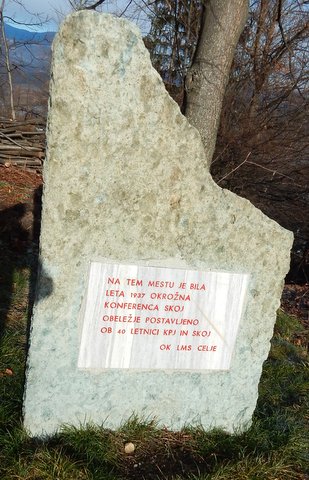 NA TEM MESTU JE BILA
LETA 1937 OKROŽNA
KONFERENCA SKOJ
OBELEŽJE POSTAVLJENO
OB 40 LETNICI KPJ IN SKOJ
OK LMS CELJE